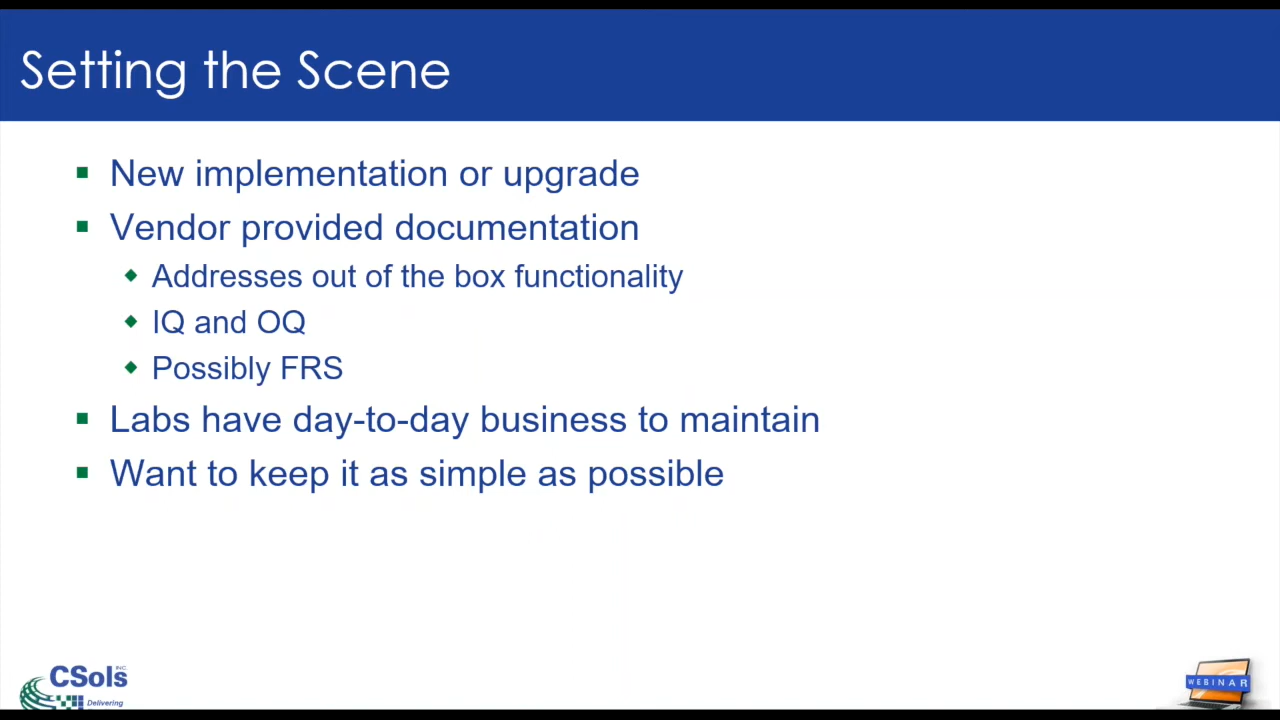 Setting the Scene
New implementation or upgrade
Vendor provided documentation
Addresses out of the box functionality
IQ and OQ
Possibly FRS
Labs have day-to-day business to maintain
Want to keep it as simple as possible
CSols INC
Delivering
WEBINAR